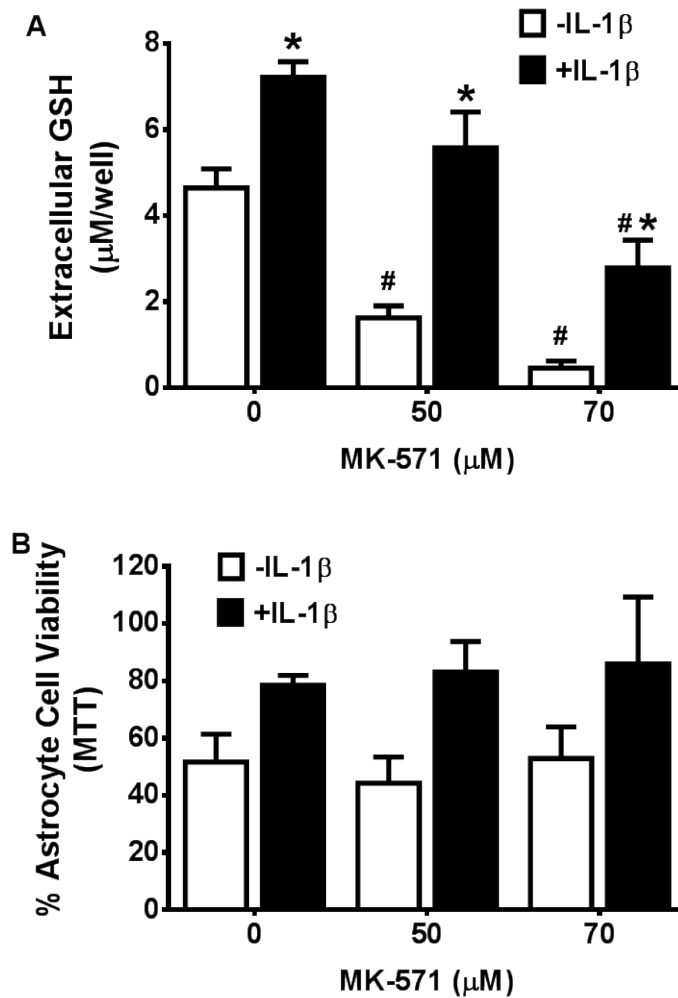 A
-IL-1β
+IL-1β
Extracellular GSH
(μM/well)
8
6
4
2
0
*
*
#
# *
#
0 50 70
MK-571 (μM)
B
-IL-1β
+IL-1β
% Astrocyte Cell Viability
(MTT)
120
100
80
60
40
20
0
0 50 70
MK-571 (μM)